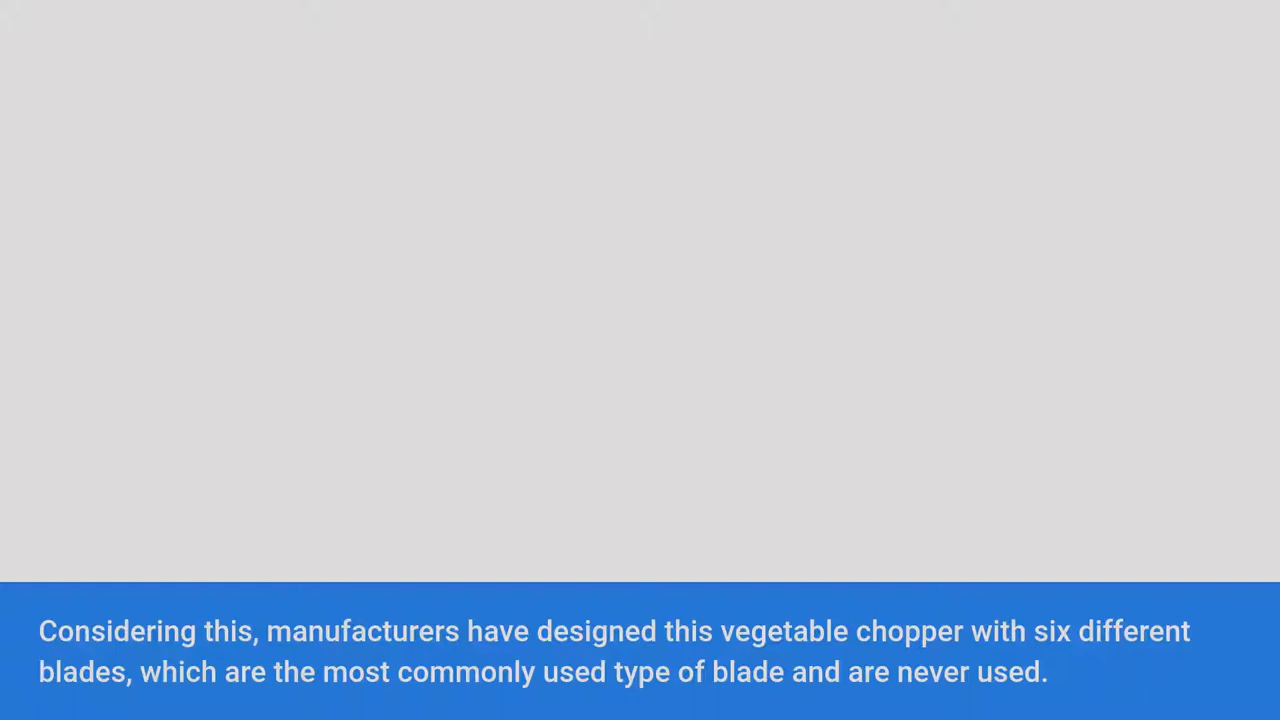 Considering this, manufacturers have designed this vegetable chopper with six different
blades, which are the most commonly used type of blade and are never used.